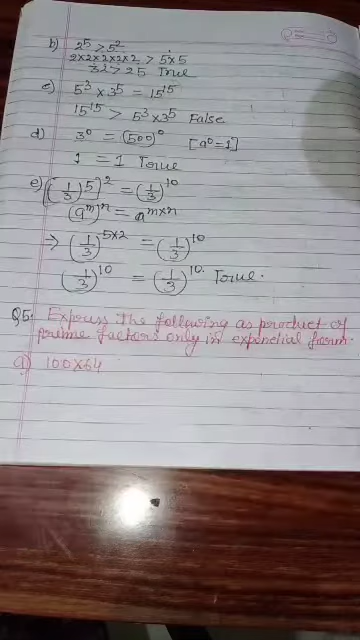 b) 2⁵ > 5²
2×2×2×2×2 > 5×5
32 > 25 True
c) 5³ × 3⁵ = 15¹⁵
15¹⁵ > 5³ × 3⁵ False
d) 3⁰ = (500)⁰ [a⁰ = 1]
1 = 1 True
e) [(1/3)5]² = (1/3)¹⁰
(aᵐ)ⁿ = aᵐˣⁿ
→ (1/3)⁵ˣ² = (1/3)¹⁰
(1/3)¹⁰ = (1/3)¹⁰. True.
Q5. Express the following as product of
prime factors only in expontial form.
a) 100×64